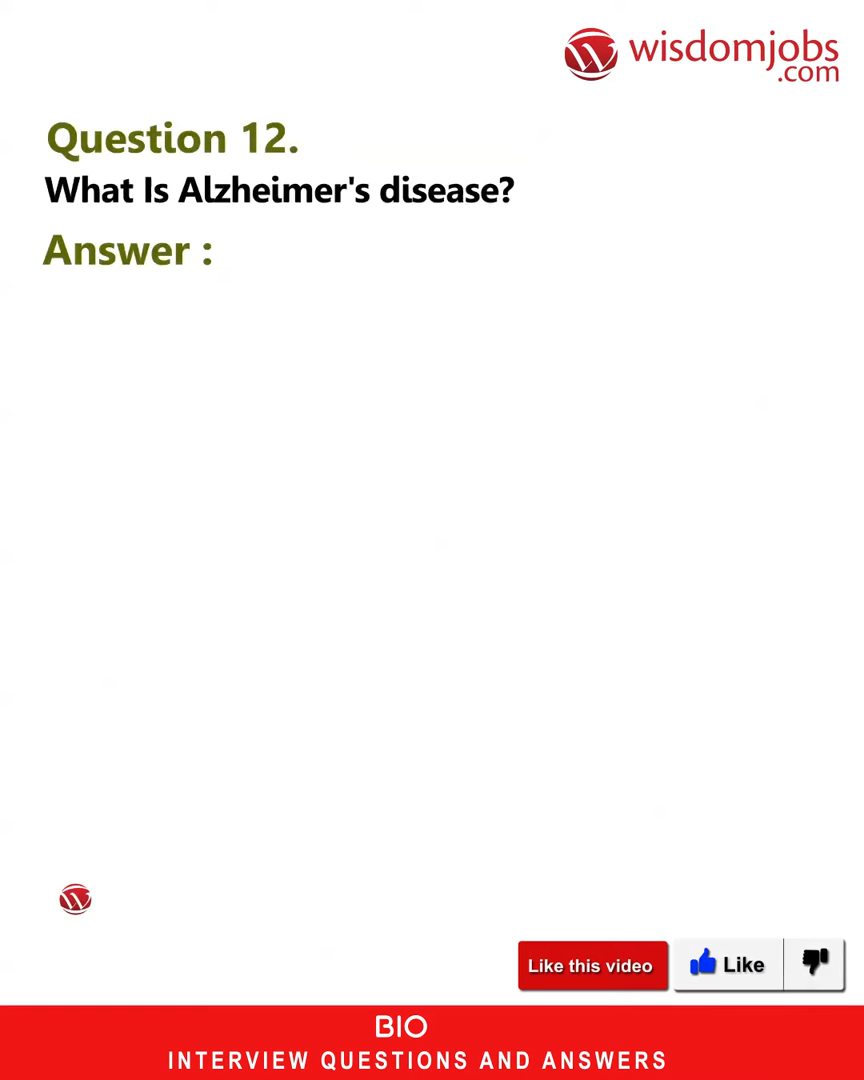 wisdomjobs
.com
Question 12.
What Is Alzheimer's disease?
Answer :
Like this video
Like
BIO
INTERVIEW QUESTIONS AND ANSWERS